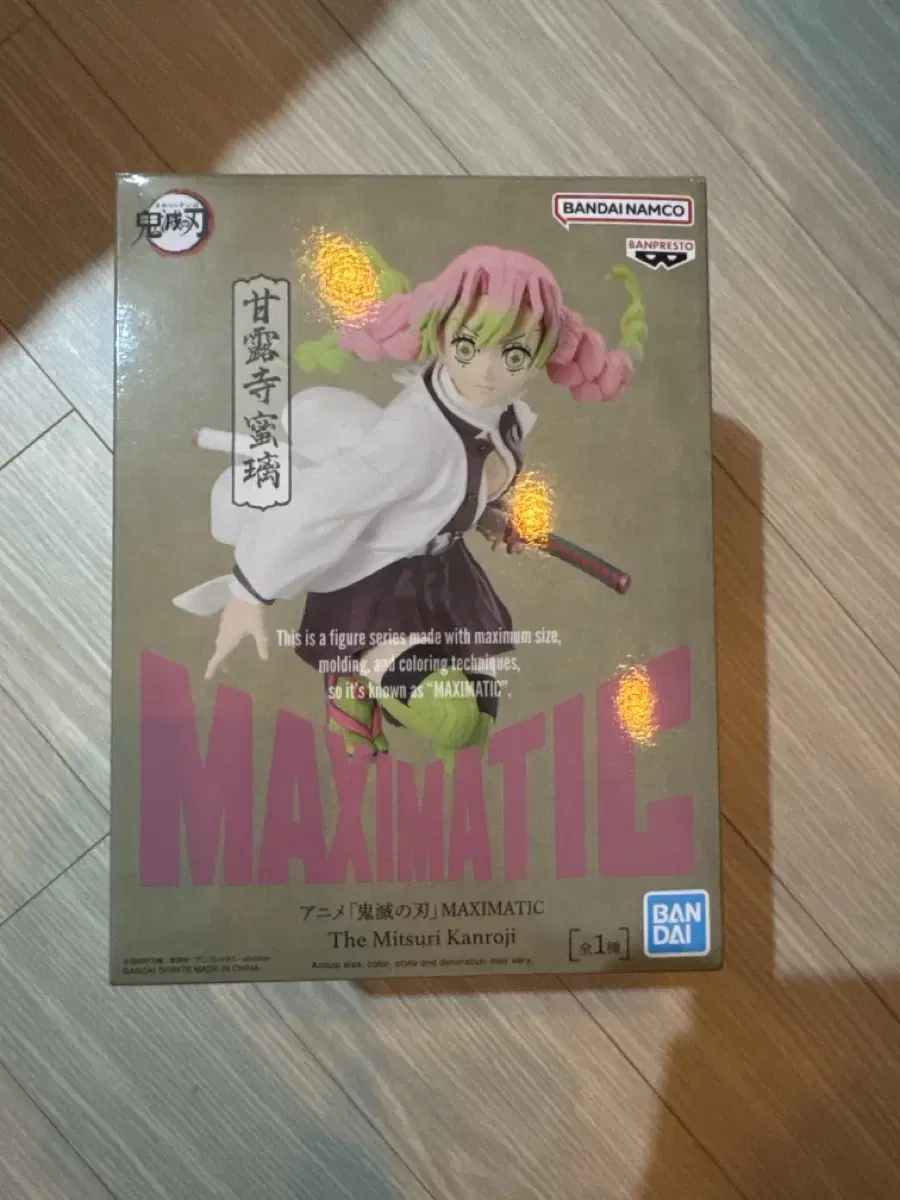 鬼滅の刃
BANDAI NAMCO
BANPRESTO
甘露寺蜜璃
This is a figure series made with maximum size,
molding, and coloring techniques,
so it's known as "MAXIMATIC".
MAXIMATIC
アニメ「鬼滅の刃」MAXIMATIC
The Mitsuri Kanroji
[全1種]
BAN
DAI
BANDAI SPIRITS MADE IN CHINA
Actual size, color, style and decoration may vary.